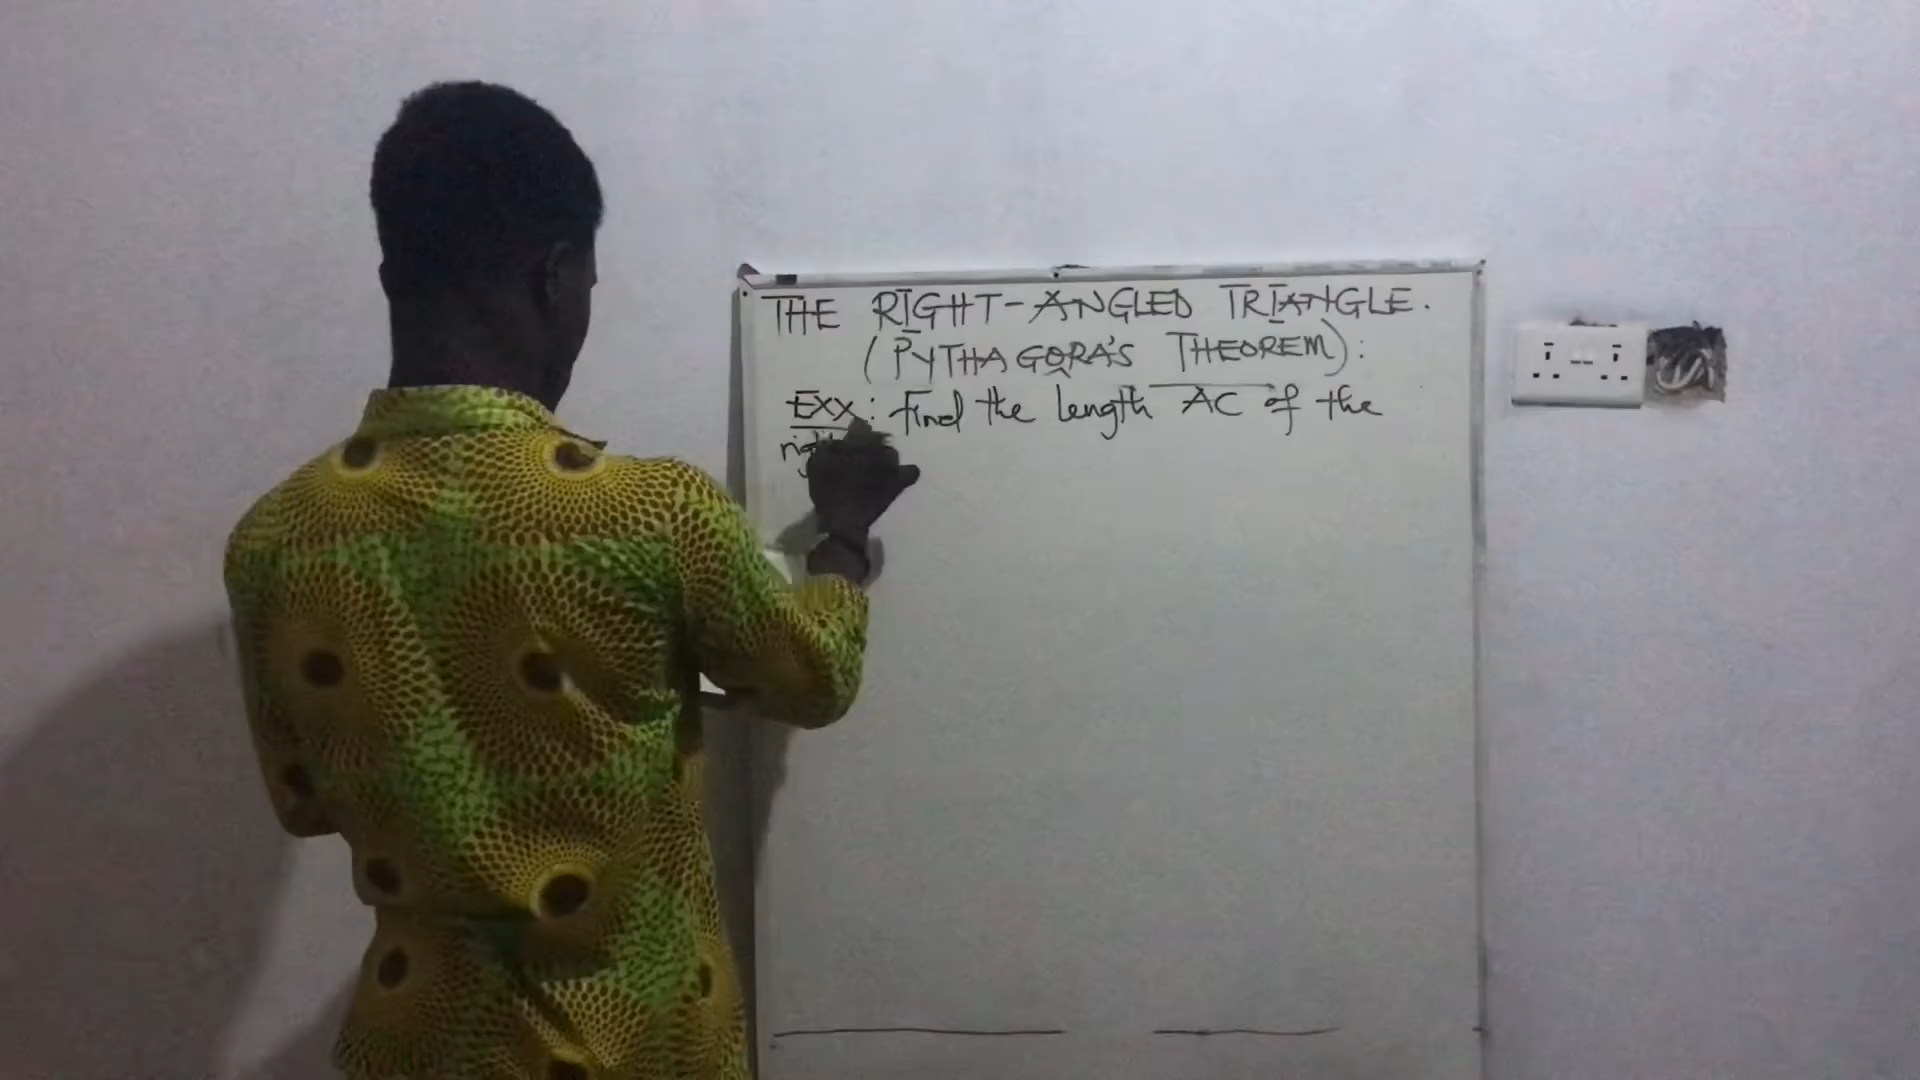 THE RIGHT-ANGLED TRIANGLE.
(PYTHAGORA'S THEOREM):
EXX: find the length AC of the